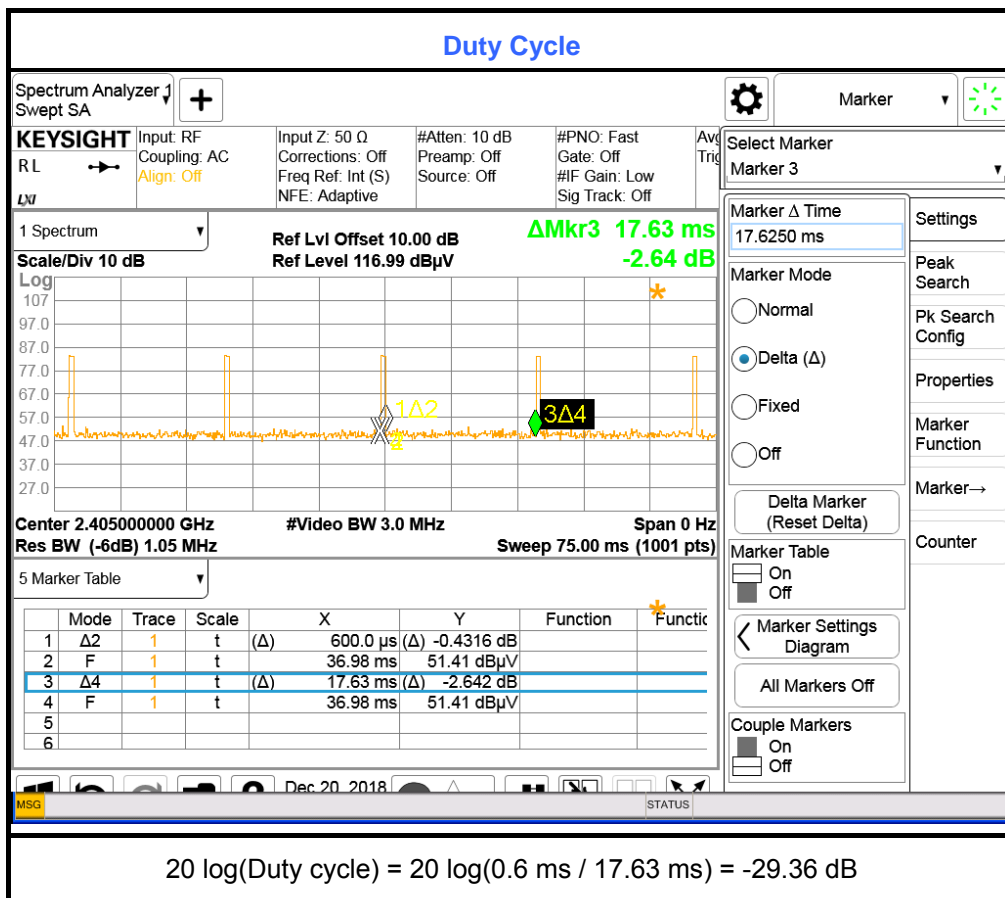 Duty Cycle
Spectrum Analyzer 1
Swept SA
Marker
KEYSIGHT
RL
LXI
Input: RF
Coupling: AC
Align: Off
Input Z: 50 Ω
Corrections: Off
Freq Ref: Int (S)
NFE: Adaptive
#Atten: 10 dB
Preamp: Off
Source: Off
#PNO: Fast
Gate: Off
#IF Gain: Low
Sig Track: Off
Avg
Trig
Select Marker
Marker 3
1 Spectrum
Scale/Div 10 dB
Ref Lvl Offset 10.00 dB
Ref Level 116.99 dBµV
ΔMkr3 17.63 ms
-2.64 dB
Log
107
97.0
87.0
77.0
67.0
57.0
47.0
37.0
27.0
1Δ2
3Δ4
Center 2.405000000 GHz
Res BW (-6dB) 1.05 MHz
#Video BW 3.0 MHz
Span 0 Hz
Sweep 75.00 ms (1001 pts)
5 Marker Table
Mode Trace Scale X Y Function Functio
1 Δ2 1 t (Δ) 600.0 µs (Δ) -0.4316 dB
2 F 1 t 36.98 ms 51.41 dBµV
3 Δ4 1 t (Δ) 17.63 ms (Δ) -2.642 dB
4 F 1 t 36.98 ms 51.41 dBµV
5
6
Marker Δ Time
17.6250 ms
Marker Mode
Normal
Delta (Δ)
Fixed
Off
Delta Marker
(Reset Delta)
Marker Table
On
Off
Marker Settings
Diagram
All Markers Off
Couple Markers
On
Off
Settings
Peak
Search
Pk Search
Config
Properties
Marker
Function
Marker→
Counter
Dec 20, 2018
MSG
STATUS
20 log(Duty cycle) = 20 log(0.6 ms / 17.63 ms) = -29.36 dB